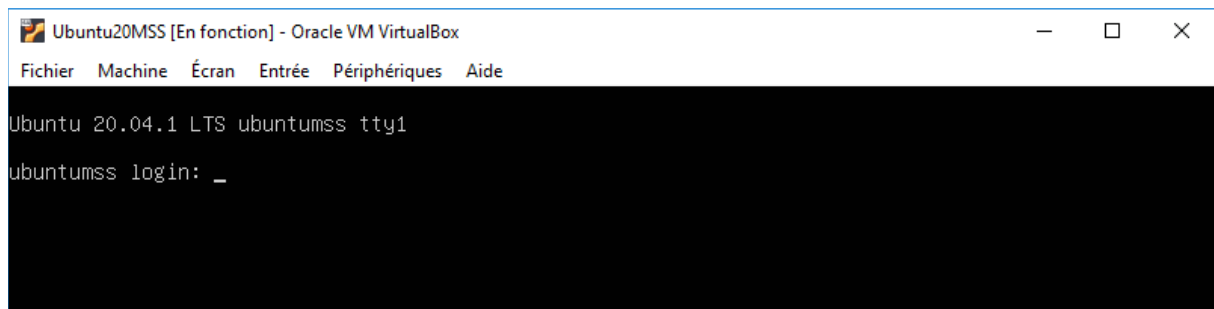 Ubuntu20MSS [En fonction] - Oracle VM VirtualBox
Fichier Machine Écran Entrée Périphériques Aide
Ubuntu 20.04.1 LTS ubuntumss tty1
ubuntumss login: _